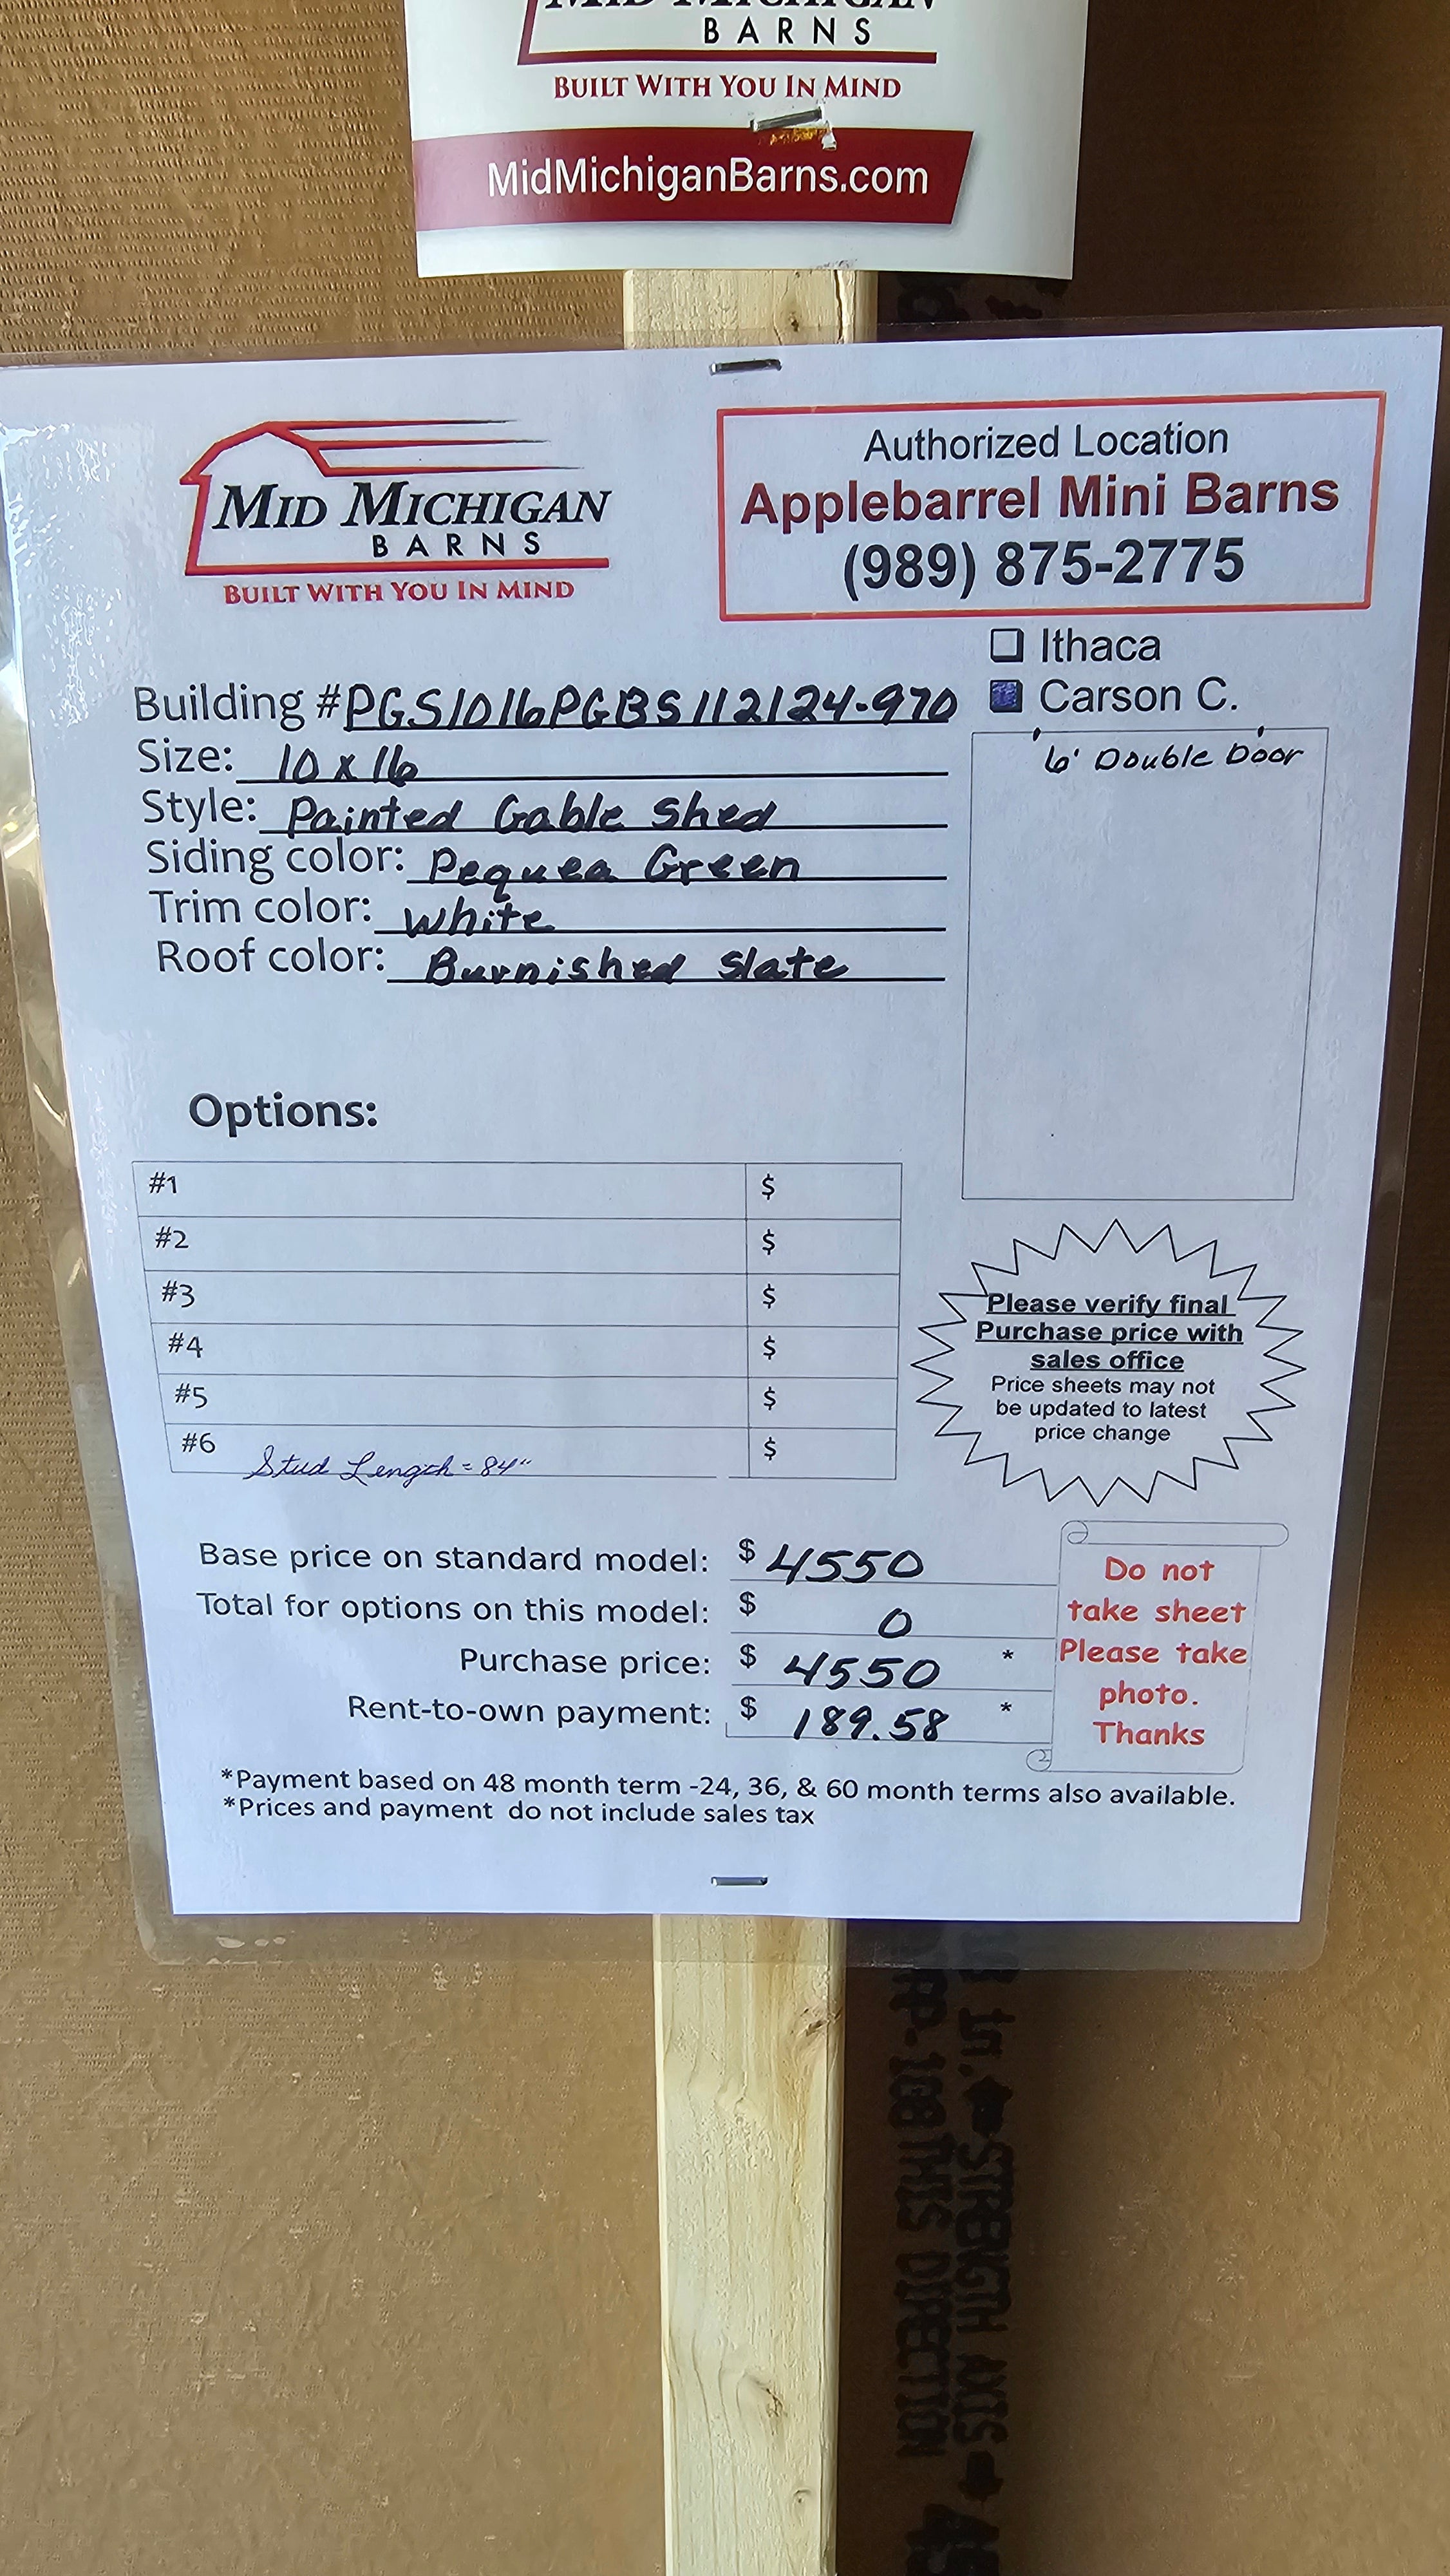 MID MICHIGAN
BARNS
BUILT WITH YOU IN MIND
MidMichiganBarns.com
MID MICHIGAN
BARNS
BUILT WITH YOU IN MIND
Authorized Location
Applebarrel Mini Barns
(989) 875-2775
Ithaca
Carson C.
Building #PGS1016PGBS112124-970
Size: 10 x 16
Style: Painted Gable Shed
Siding color: Pequea Green
Trim color: White
Roof color: Burnished Slate
6' Double Door
Options:
#1 $
#2 $
#3 $
#4 $
#5 $
#6 Stud Length = 84" $
Please verify final
Purchase price with
sales office
Price sheets may not
be updated to latest
price change
Base price on standard model: $ 4550
Total for options on this model: $ 0
Purchase price: $ 4550 *
Rent-to-own payment: $ 189.58 *
Do not
take sheet
Please take
photo.
Thanks
*Payment based on 48 month term -24, 36, & 60 month terms also available.
*Prices and payment do not include sales tax
THIS DIRECTION
STRENGTH AXIS